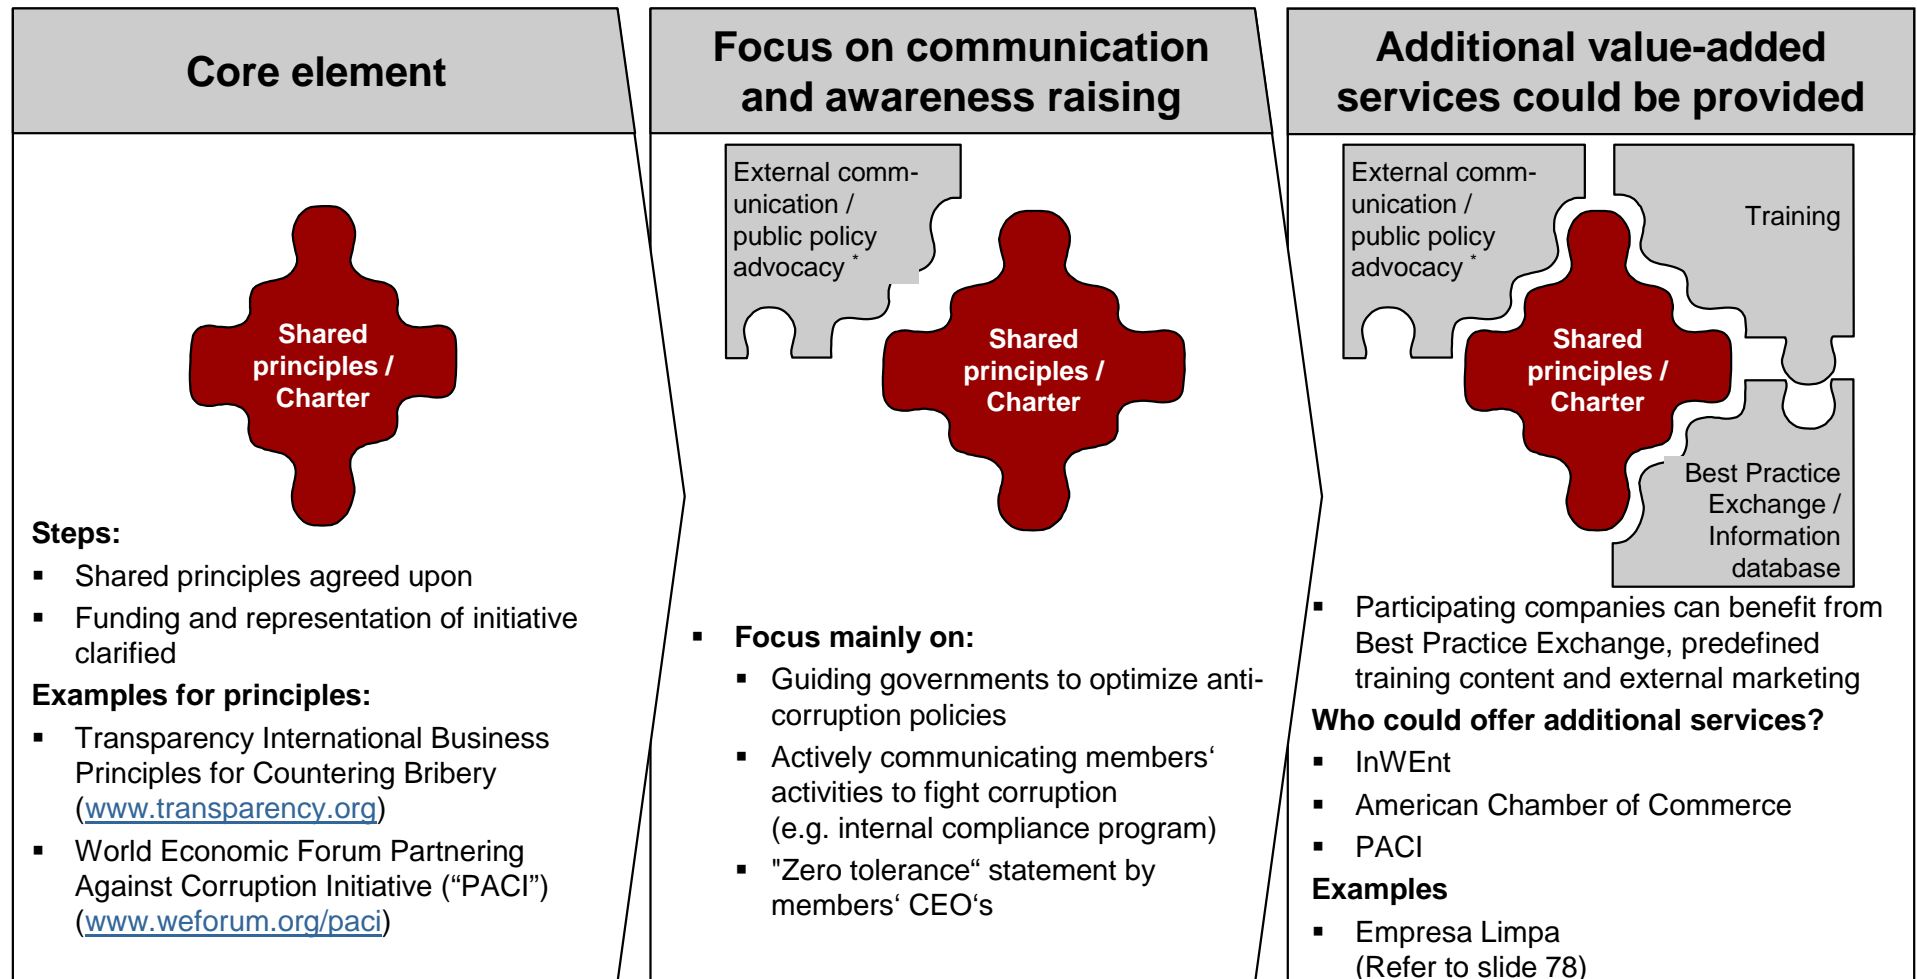 Core element
Shared
principles /
Charter
Steps:
▪ Shared principles agreed upon
▪ Funding and representation of initiative
clarified
Examples for principles:
▪ Transparency International Business
Principles for Countering Bribery
(www.transparency.org)
▪ World Economic Forum Partnering
Against Corruption Initiative (“PACI”)
(www.weforum.org/paci)
Focus on communication
and awareness raising
External comm-
unication /
public policy
advocacy *
Shared
principles /
Charter
▪ Focus mainly on:
▪ Guiding governments to optimize anti-
corruption policies
▪ Actively communicating members‘
activities to fight corruption
(e.g. internal compliance program)
▪ "Zero tolerance“ statement by
members‘ CEO‘s
Additional value-added
services could be provided
External comm-
unication /
public policy
advocacy *
Training
Shared
principles /
Charter
Best Practice
Exchange /
Information
database
▪ Participating companies can benefit from
Best Practice Exchange, predefined
training content and external marketing
Who could offer additional services?
▪ InWEnt
▪ American Chamber of Commerce
▪ PACI
Examples
▪ Empresa Limpa
(Refer to slide 78)